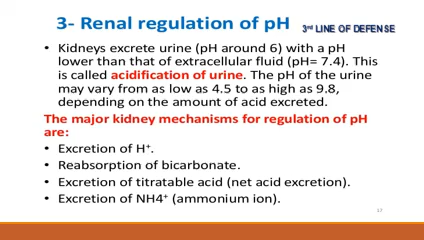 3- Renal regulation of pH
3rd LINE OF DEFENSE
• Kidneys excrete urine (pH around 6) with a pH
lower than that of extracellular fluid (pH= 7.4). This
is called acidification of urine. The pH of the urine
may vary from as low as 4.5 to as high as 9.8,
depending on the amount of acid excreted.
The major kidney mechanisms for regulation of pH
are:
• Excretion of H⁺.
• Reabsorption of bicarbonate.
• Excretion of titratable acid (net acid excretion).
• Excretion of NH4⁺ (ammonium ion).